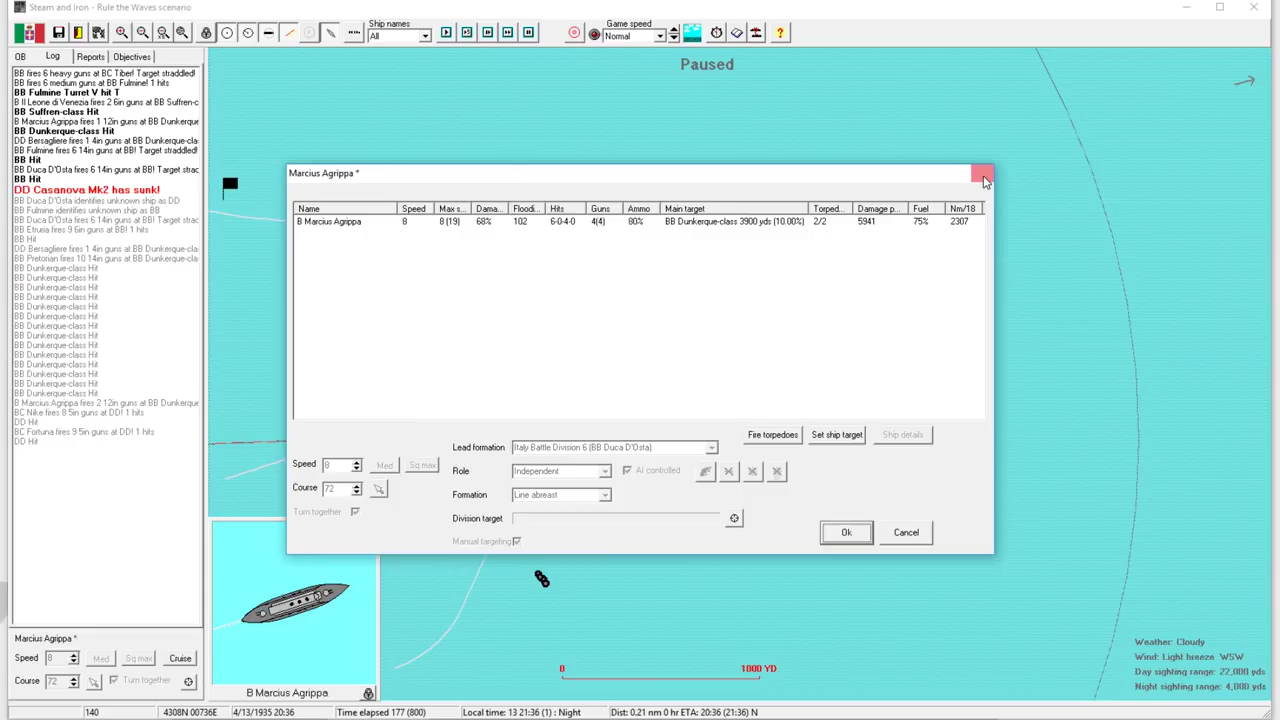 Steam and Iron - Rule the Waves scenario
Ship names
All
Game speed
Normal
OB Log Reports Objectives
BB fires 6 heavy guns at BC Tiber! Target straddled!
BB fires 6 medium guns at BB Fulmine! 1 hits
BB Fulmine Turret V hit T
B Il Leone di Venezia fires 2 6in guns at BB Suffren-c
BB Suffren-class Hit
B Marcius Agrippa fires 1 12in guns at BB Dunkerque
BB Dunkerque-class Hit
DD Bersagliere fires 1 4in guns at BB Dunkerque-cla
BB Fulmine fires 6 14in guns at BB! Target straddled!
BB Hit
BB Duca D'Osta fires 6 14in guns at BB! Target strac
BB Hit
DD Casanova Mk2 has sunk!
BB Duca D'Osta identifies unknown ship as DD
BB Fulmine identifies unknown ship as BB
BB Duca D'Osta fires 6 14in guns at BB! Target strac
BB Etruria fires 9 6in guns at BB! 1 hits
BB Hit
DD Bersagliere fires 1 4in guns at BB Dunkerque-cla
BB Pretorian fires 10 14in guns at BB Dunkerque-cla
BB Dunkerque-class Hit
BB Dunkerque-class Hit
BB Dunkerque-class Hit
BB Dunkerque-class Hit
BB Dunkerque-class Hit
BB Dunkerque-class Hit
BB Dunkerque-class Hit
BB Dunkerque-class Hit
BB Dunkerque-class Hit
BB Dunkerque-class Hit
BB Dunkerque-class Hit
BB Dunkerque-class Hit
BB Dunkerque-class Hit
BB Dunkerque-class Hit
B Marcius Agrippa fires 2 12in guns at BB Dunkerque
BC Nike fires 8 5in guns at DD! 1 hits
DD Hit
BC Fortuna fires 9 5in guns at DD! 1 hits
DD Hit
Paused
Marcius Agrippa *
Name Speed Max s... Dama... Floodi... Hits Guns Ammo Main target Torped... Damage p... Fuel Nm/18
B Marcius Agrippa 8 8 (19) 68% 102 6-0-4-0 4(4) 80% BB Dunkerque-class 3900 yds (10.00%) 2/2 5941 75% 2307
Fire torpedoes Set ship target Ship details
Lead formation Italy Battle Division 6 (BB Duca D'Osta)
Speed 8 Med Sq max
Role Independent AI controlled
Course 72
Formation Line abreast
Turn together
Division target
Manual targeting
Ok Cancel
Marcius Agrippa *
Speed 8 Med Sq max Cruise
Course 72 Turn together
B Marcius Agrippa
0 1000 YD
Weather: Cloudy
Wind: Light breeze WSW
Day sighting range: 22,000 yds
Night sighting range: 4,000 yds
140 4308N 00736E 4/13/1935 20:36 Time elapsed 177 (800) Local time: 13 21:36 (1) : Night Dist: 0.21 nm 0 hr ETA: 20:36 (21:36) N